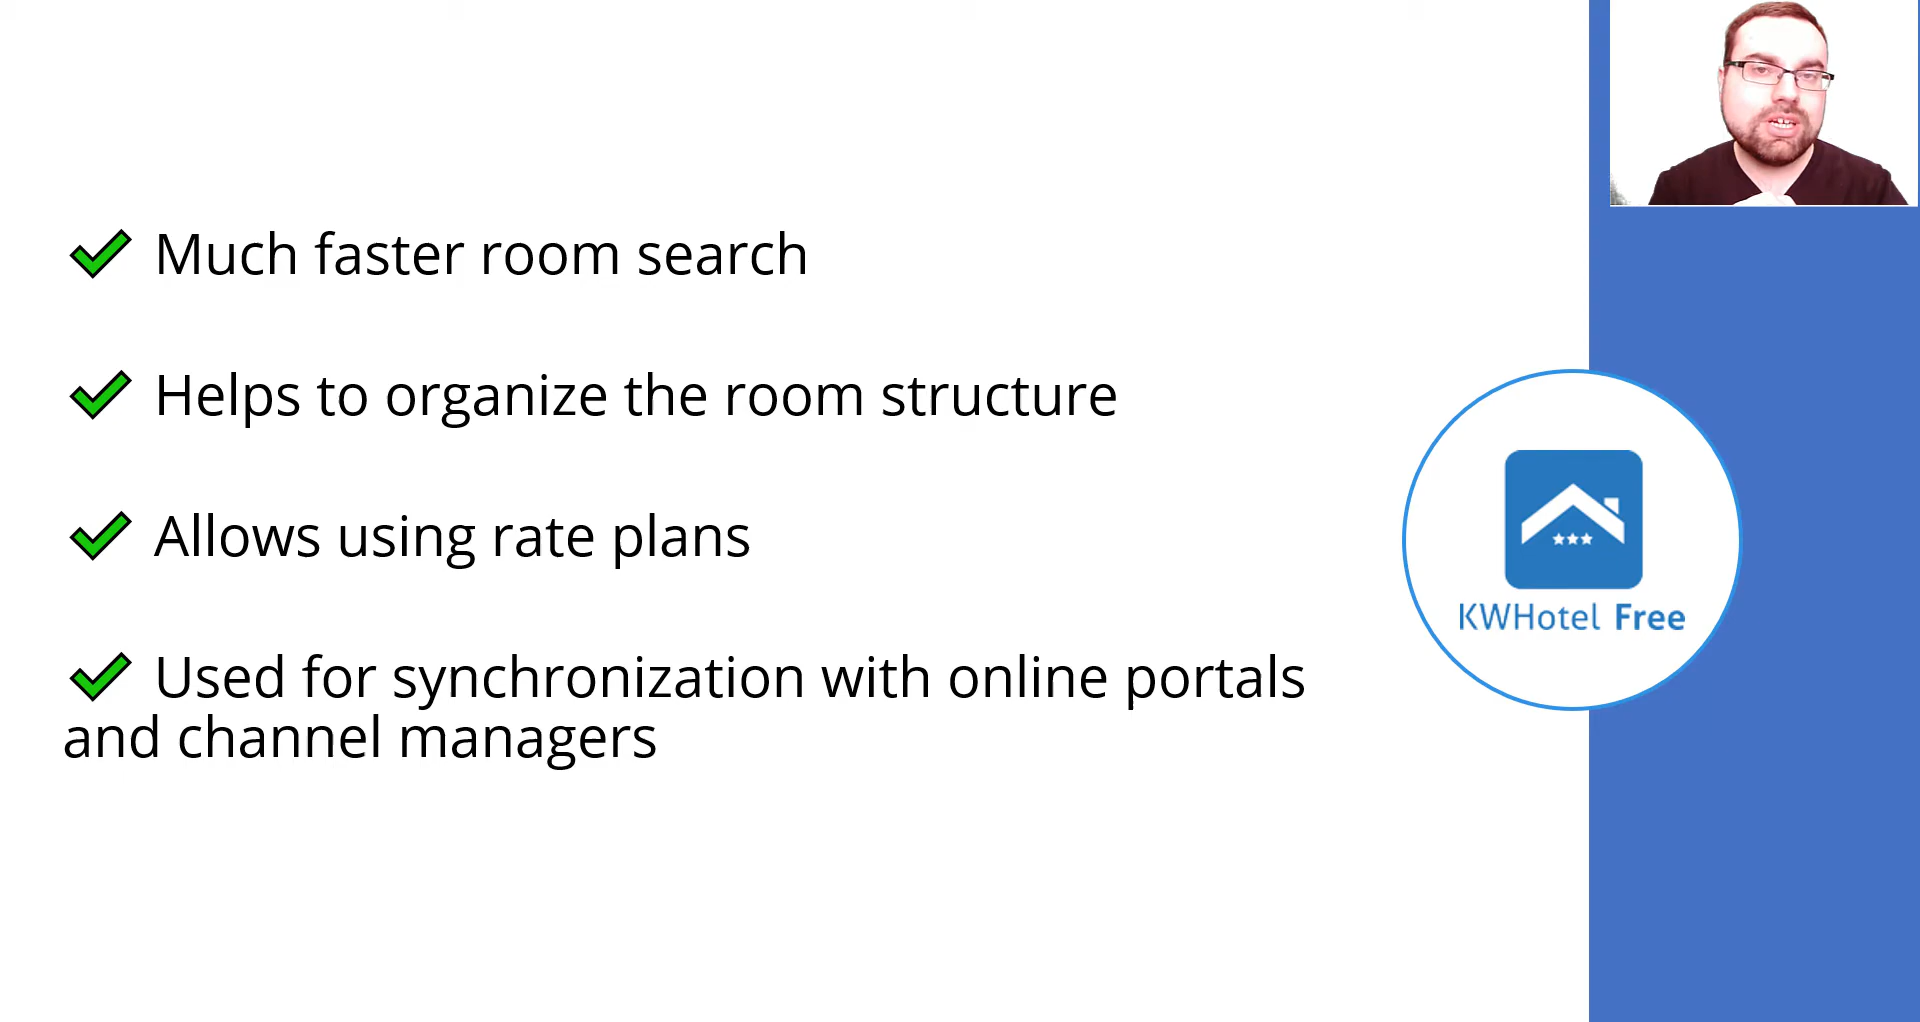 Much faster room search
Helps to organize the room structure
Allows using rate plans
Used for synchronization with online portals
and channel managers
KWHotel Free